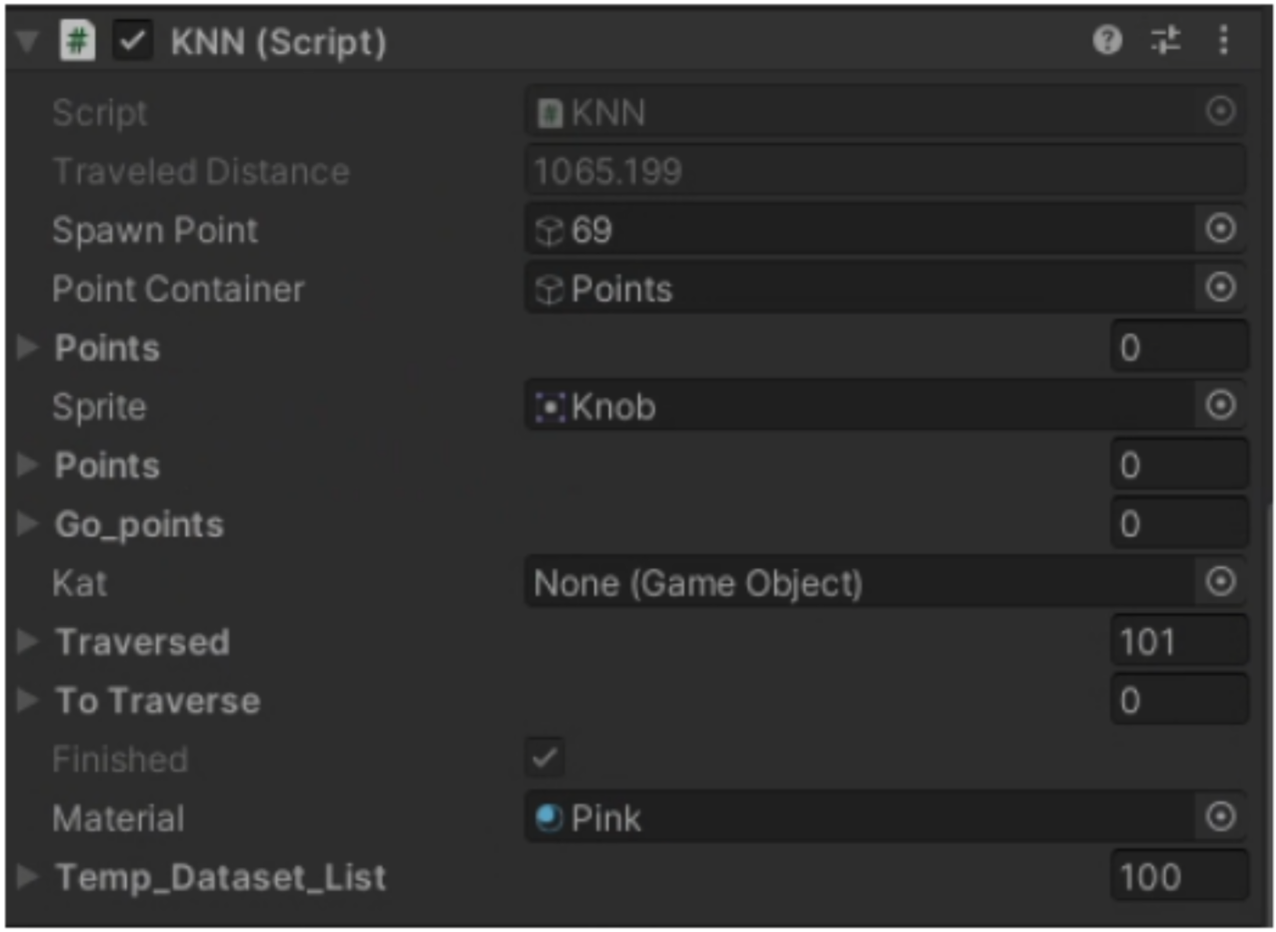 KNN (Script)
Script KNN
Traveled Distance 1065.199
Spawn Point 69
Point Container Points
Points 0
Sprite Knob
Points 0
Go_points 0
Kat None (Game Object)
Traversed 101
To Traverse 0
Finished
Material Pink
Temp_Dataset_List 100